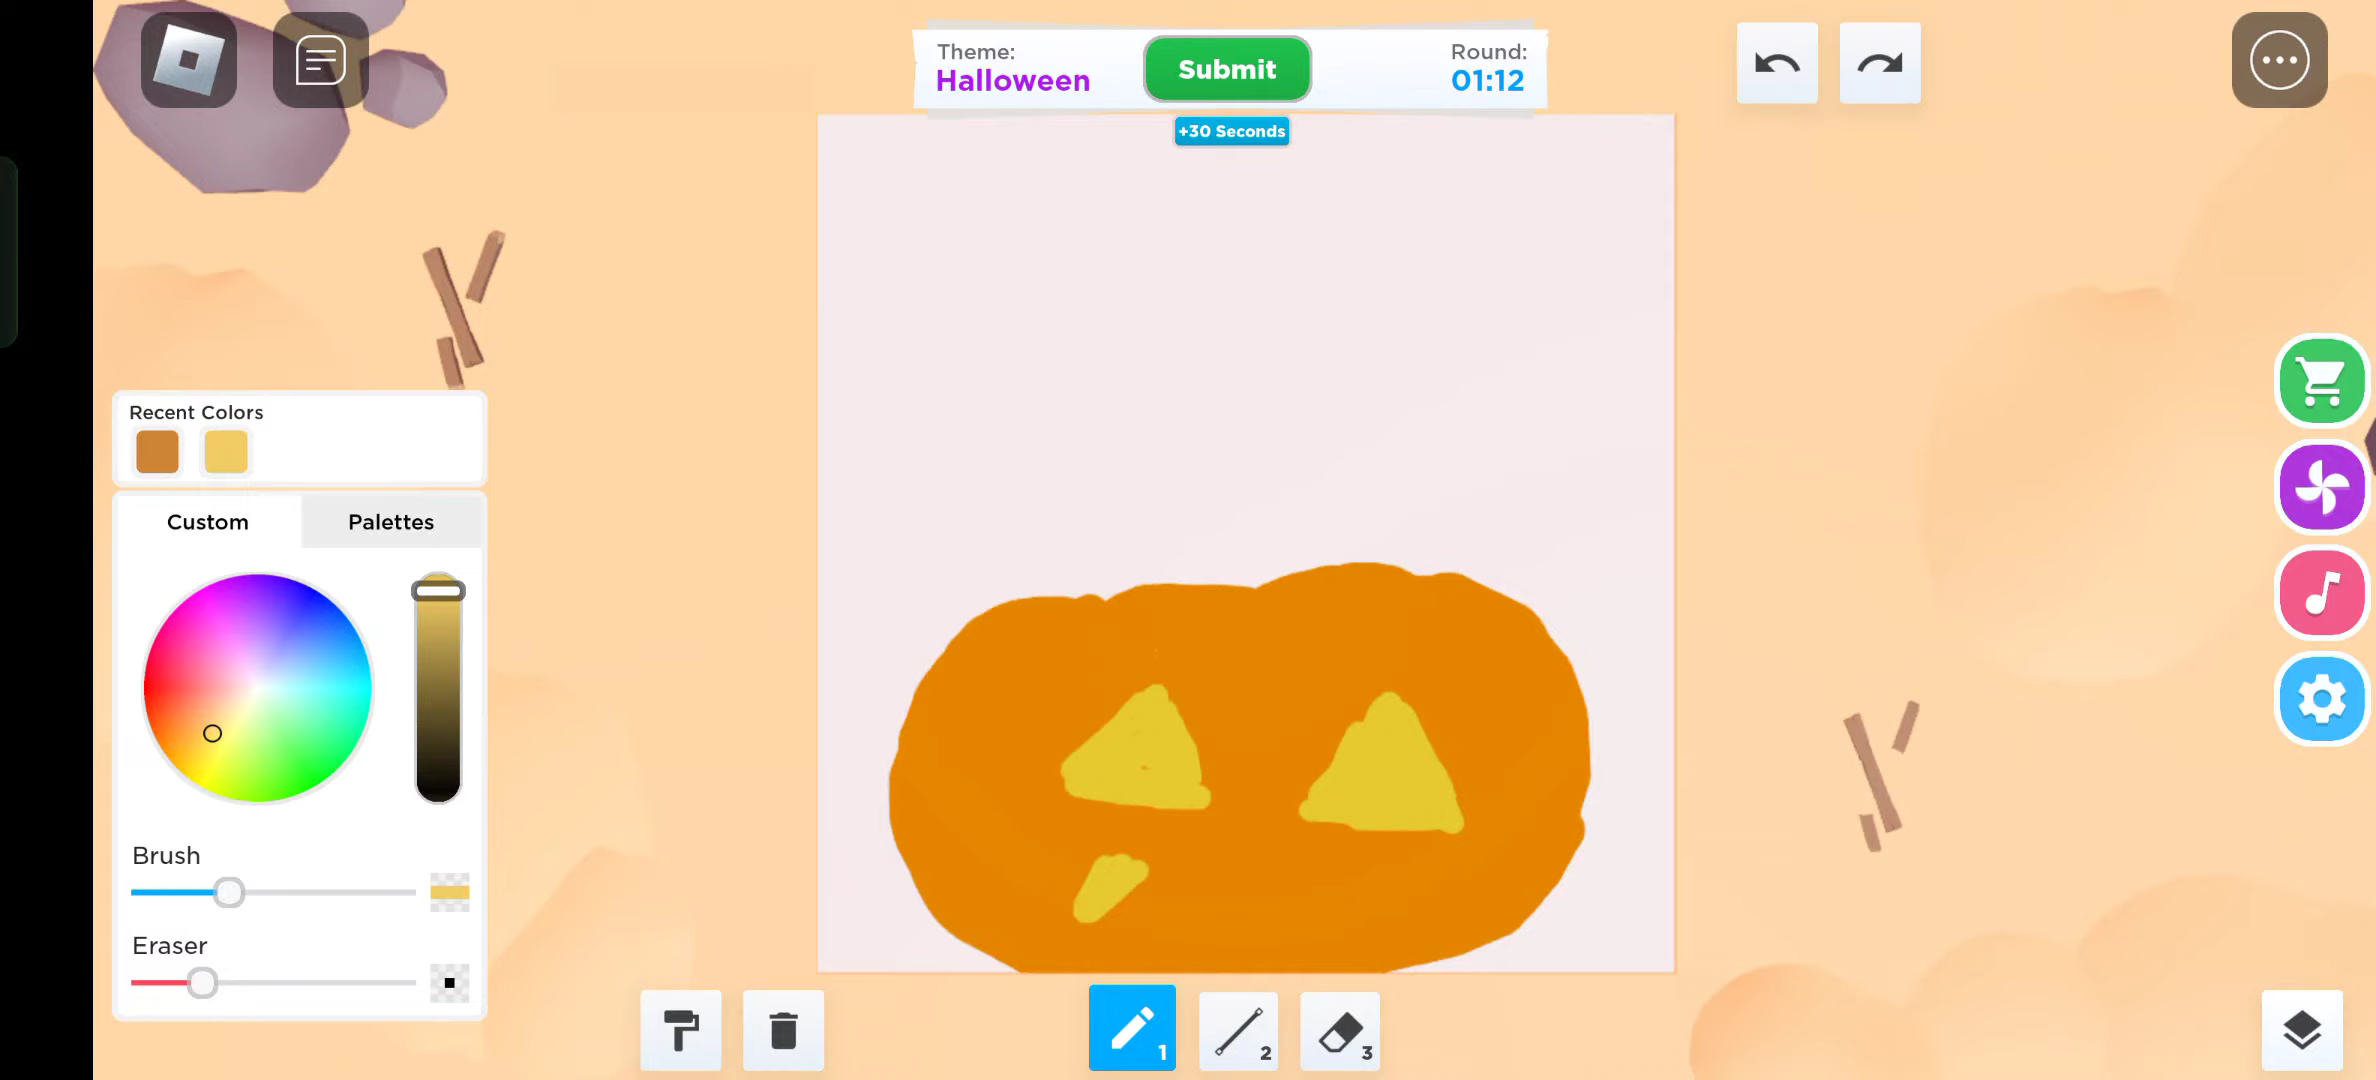 Theme:
Halloween
Submit
Round:
01:12
+30 Seconds
Recent Colors
Custom
Palettes
Brush
Eraser
1
2
3